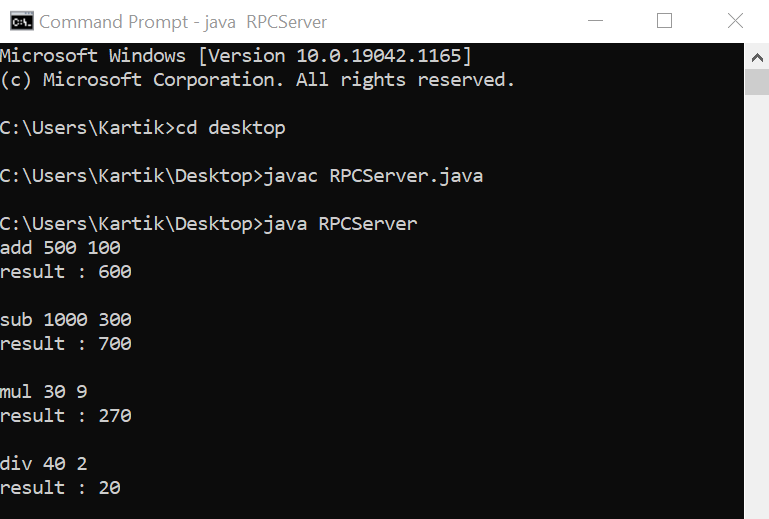 Command Prompt - java  RPCServer
Microsoft Windows [Version 10.0.19042.1165]
(c) Microsoft Corporation. All rights reserved.
C:\Users\Kartik>cd desktop
C:\Users\Kartik\Desktop>javac RPCServer.java
C:\Users\Kartik\Desktop>java RPCServer
add 500 100
result : 600
sub 1000 300
result : 700
mul 30 9
result : 270
div 40 2
result : 20